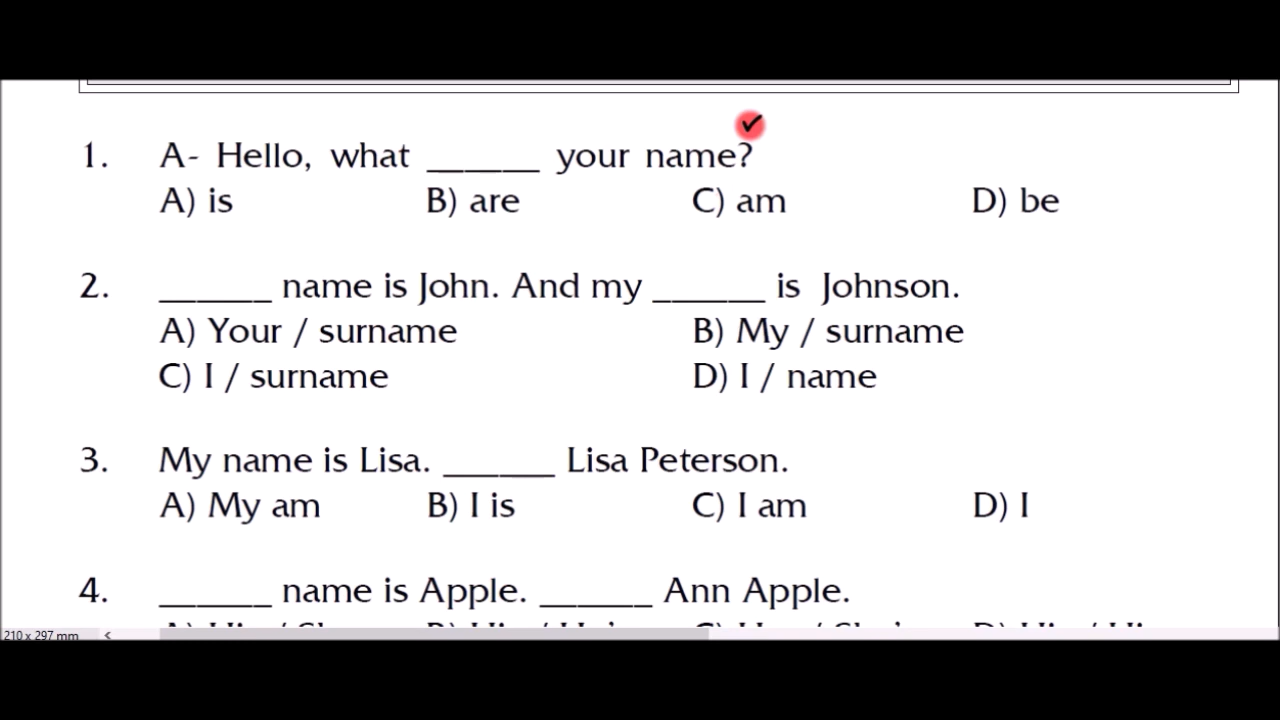 1. A- Hello, what ______ your name?
A) is B) are C) am D) be
2. ______ name is John. And my ______ is Johnson.
A) Your / surname B) My / surname
C) I / surname D) I / name
3. My name is Lisa. ______ Lisa Peterson.
A) My am B) I is C) I am D) I
4. ______ name is Apple. ______ Ann Apple.
210 x 297 mm